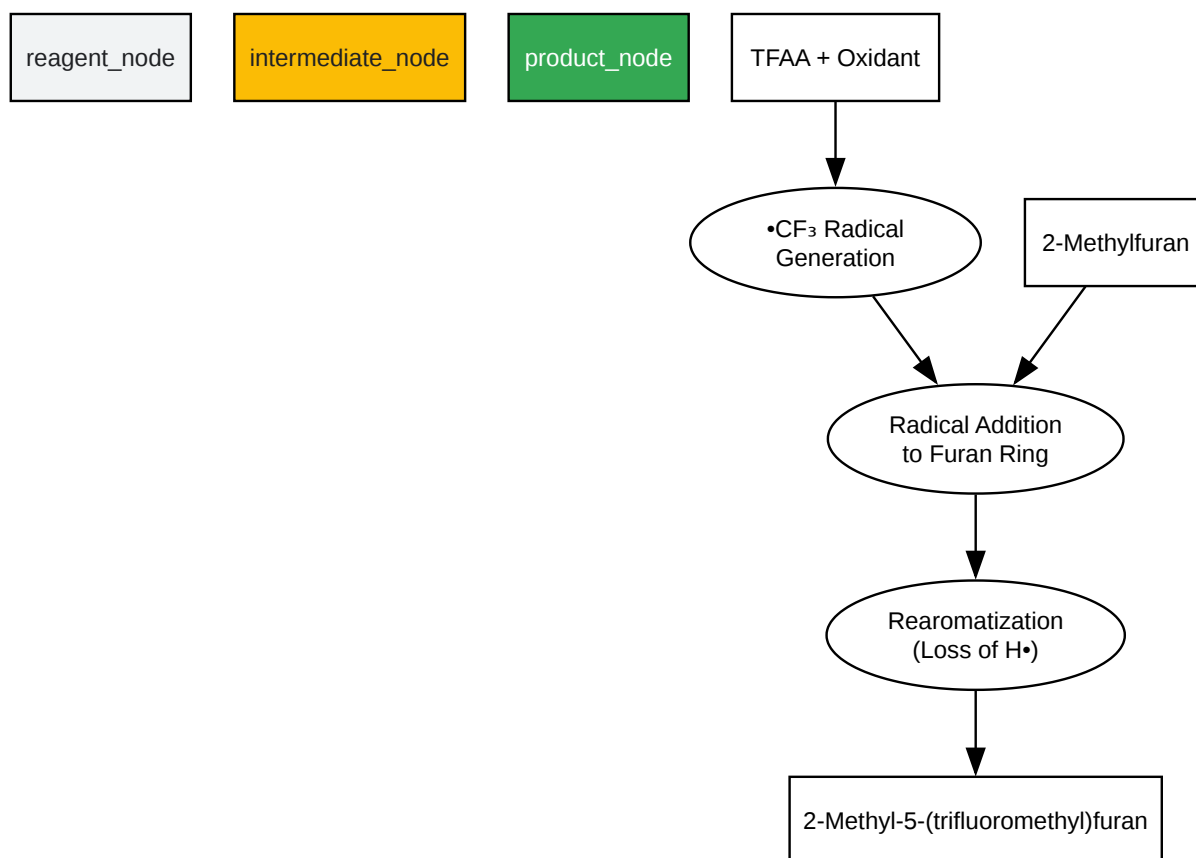 reagent_node
intermediate_node
product_node
TFAA + Oxidant
•CF₃ Radical
Generation
2-Methylfuran
Radical Addition
to Furan Ring
Rearomatization
(Loss of H•)
2-Methyl-5-(trifluoromethyl)furan